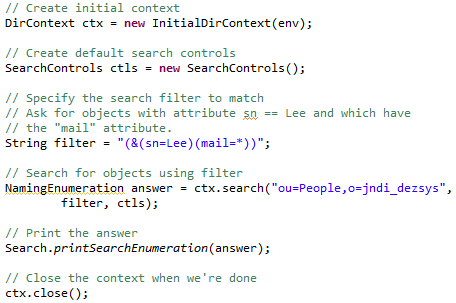 // Create initial context
DirContext ctx = new InitialDirContext(env);
// Create default search controls
SearchControls ctls = new SearchControls();
// Specify the search filter to match
// Ask for objects with attribute sn == Lee and which have
// the "mail" attribute.
String filter = "(&(sn=Lee)(mail=*))";
// Search for objects using filter
NamingEnumeration answer = ctx.search("ou=People,o=jndi_dezsys",
filter, ctls);
// Print the answer
Search.printSearchEnumeration(answer);
// Close the context when we're done
ctx.close();